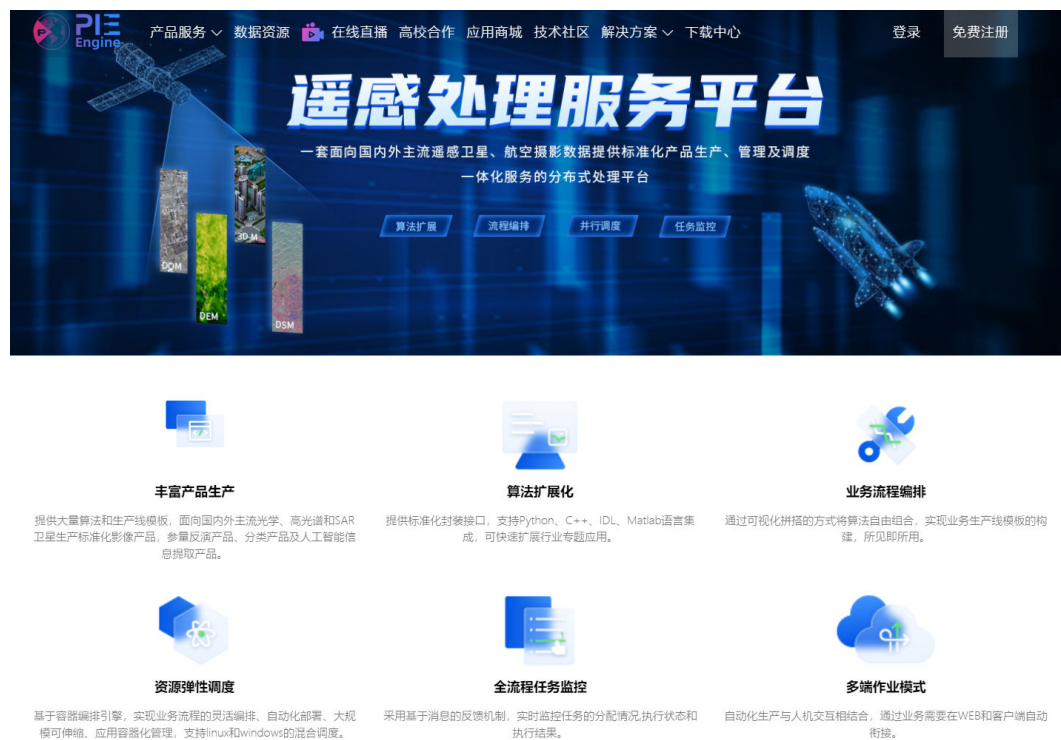 PIE
Engine
产品服务 数据资源 在线直播 高校合作 应用商城 技术社区 解决方案 下载中心 登录 免费注册
遥感处理服务平台
一套面向国内外主流遥感卫星、航空摄影数据提供标准化产品生产、管理及调度
一体化服务的分布式处理平台
算法扩展 流程编排 并行调度 任务监控
3D-M
DOM
DEM
DSM
丰富产品生产
提供大量算法和生产线模板，面向国内外主流光学、高光谱和SAR
卫星生产标准化影像产品，参量反演产品、分类产品及人工智能信
息提取产品。
算法扩展化
提供标准化封装接口，支持Python、C++、IDL、Matlab语言集
成，可快速扩展行业专题应用。
业务流程编排
通过可视化拼搭的方式将算法自由组合，实现业务生产线模板的构
建，所见即所用。
资源弹性调度
基于容器编排引擎，实现业务流程的灵活编排、自动化部署、大规
模可伸缩、应用容器化管理，支持linux和windows的混合调度。
全流程任务监控
采用基于消息的反馈机制，实时监控任务的分配情况,执行状态和
执行结果。
多端作业模式
自动化生产与人机交互相结合，通过业务需要在WEB和客户端自动
衔接。